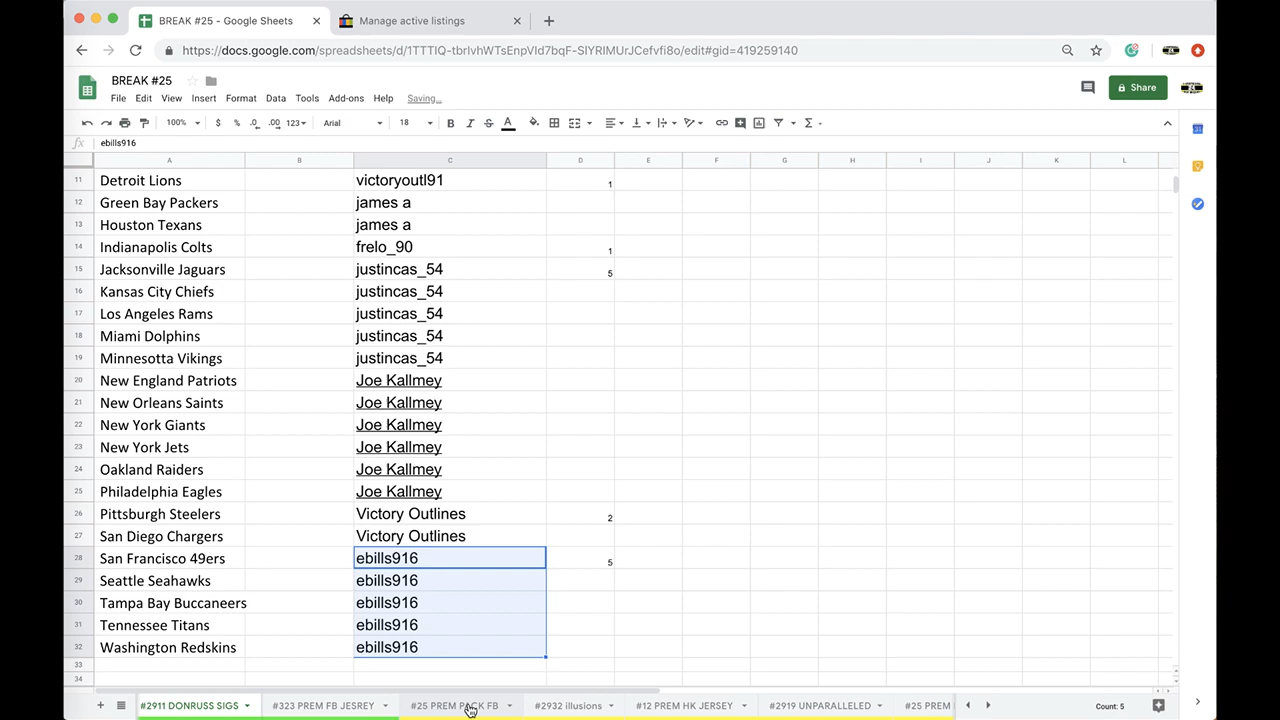 BREAK #25 - Google Sheets × Manage active listings × +
https://docs.google.com/spreadsheets/d/1TTTIQ-tbrIvhWTsEnpVId7bqF-SIYRIMUrJCefvfi8o/edit#gid=419259140
BREAK #25
File Edit View Insert Format Data Tools Add-ons Help Saving...
Share
100% $ % .0 .00 123 Arial 18 B I S A
fx ebills916
A B C D E F G H I J K L
11 Detroit Lions victoryoutl91 1
12 Green Bay Packers james a
13 Houston Texans james a
14 Indianapolis Colts frelo_90 1
15 Jacksonville Jaguars justincas_54 5
16 Kansas City Chiefs justincas_54
17 Los Angeles Rams justincas_54
18 Miami Dolphins justincas_54
19 Minnesotta Vikings justincas_54
20 New England Patriots Joe Kallmey
21 New Orleans Saints Joe Kallmey
22 New York Giants Joe Kallmey
23 New York Jets Joe Kallmey
24 Oakland Raiders Joe Kallmey
25 Philadelphia Eagles Joe Kallmey
26 Pittsburgh Steelers Victory Outlines 2
27 San Diego Chargers Victory Outlines
28 San Francisco 49ers ebills916 5
29 Seattle Seahawks ebills916
30 Tampa Bay Buccaneers ebills916
31 Tennessee Titans ebills916
32 Washington Redskins ebills916
33
34
#2911 DONRUSS SIGS #323 PREM FB JESREY #25 PREM PACK FB #2932 illusions #12 PREM HK JERSEY #2919 UNPARALLELED #25 PREM Count: 5